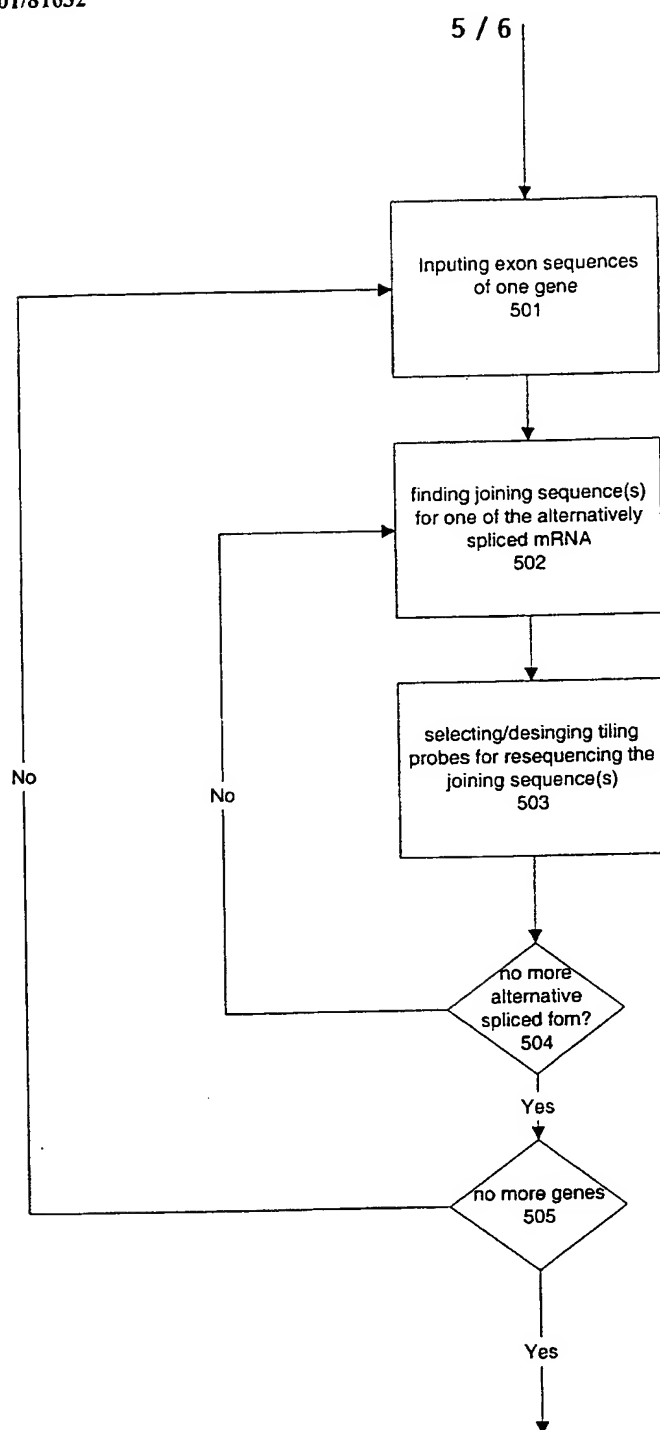 5 / 6
Inputing exon sequences
of one gene
501
finding joining sequence(s)
for one of the alternatively
spliced mRNA
502
selecting/desinging tiling
probes for resequencing the
joining sequence(s)
503
No
No
no more
alternative
spliced fom?
504
Yes
no more genes
505
Yes